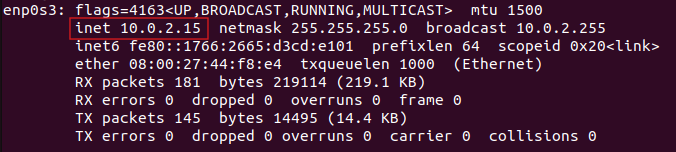 enp0s3: flags=4163<UP,BROADCAST,RUNNING,MULTICAST>  mtu 1500
inet 10.0.2.15  netmask 255.255.255.0  broadcast 10.0.2.255
inet6 fe80::1766:2665:d3cd:e101  prefixlen 64  scopeid 0x20<link>
ether 08:00:27:44:f8:e4  txqueuelen 1000  (Ethernet)
RX packets 181  bytes 219114 (219.1 KB)
RX errors 0  dropped 0  overruns 0  frame 0
TX packets 145  bytes 14495 (14.4 KB)
TX errors 0  dropped 0 overruns 0  carrier 0  collisions 0